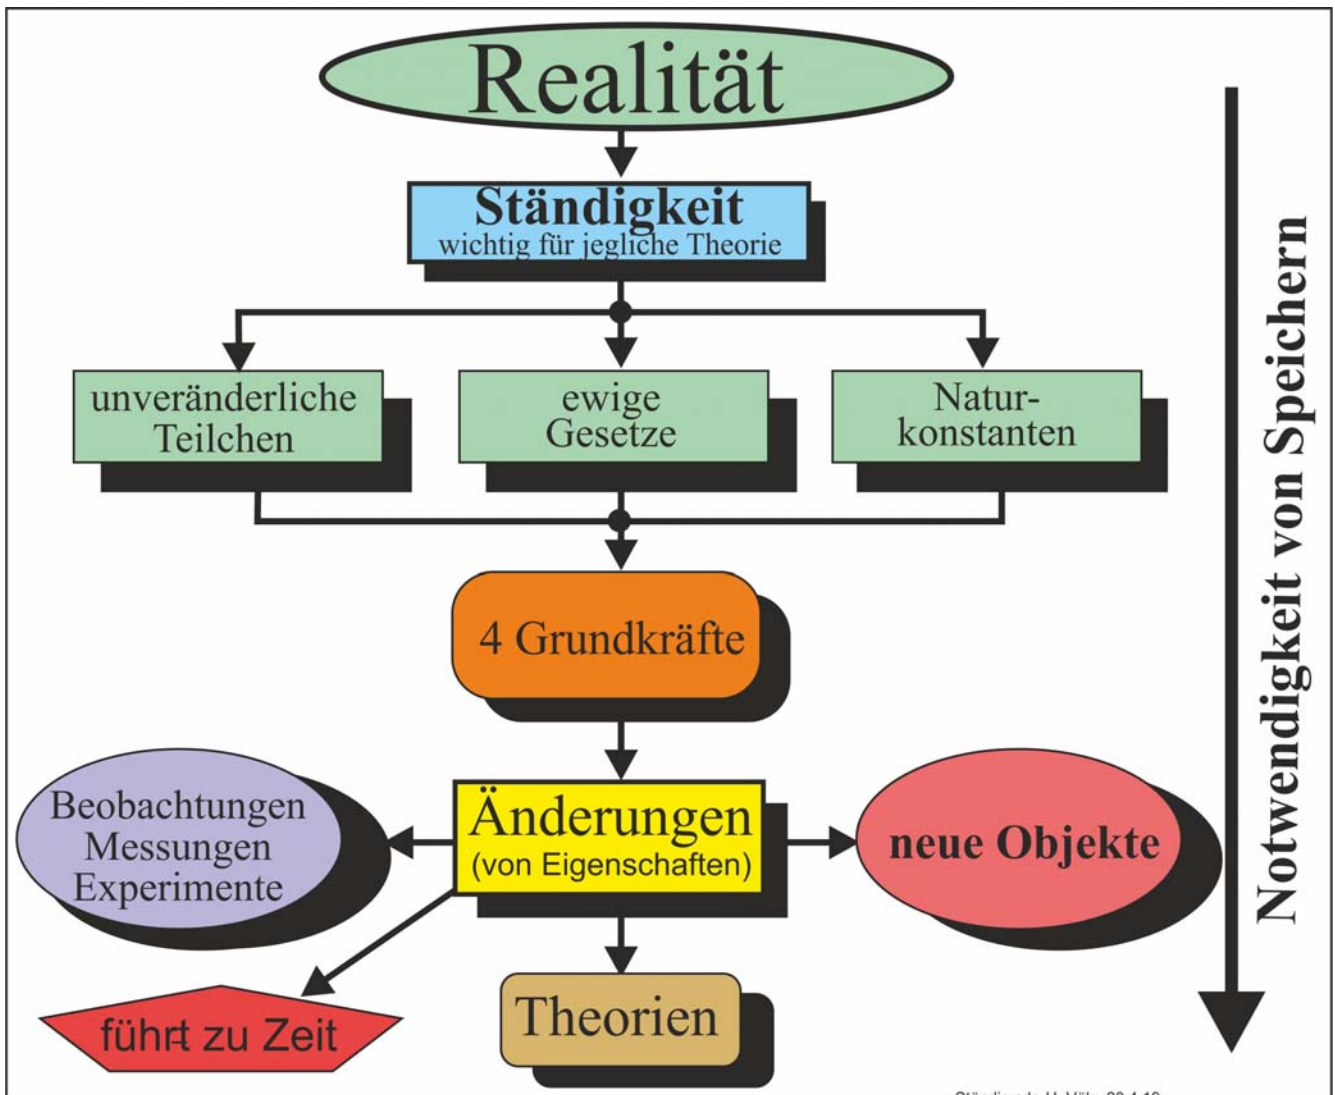 Realität
Ständigkeit
wichtig für jegliche Theorie
unveränderliche
Teilchen
ewige
Gesetze
Natur-
konstanten
4 Grundkräfte
Änderungen
(von Eigenschaften)
Beobachtungen
Messungen
Experimente
neue Objekte
führt zu Zeit
Theorien
Notwendigkeit von Speichern